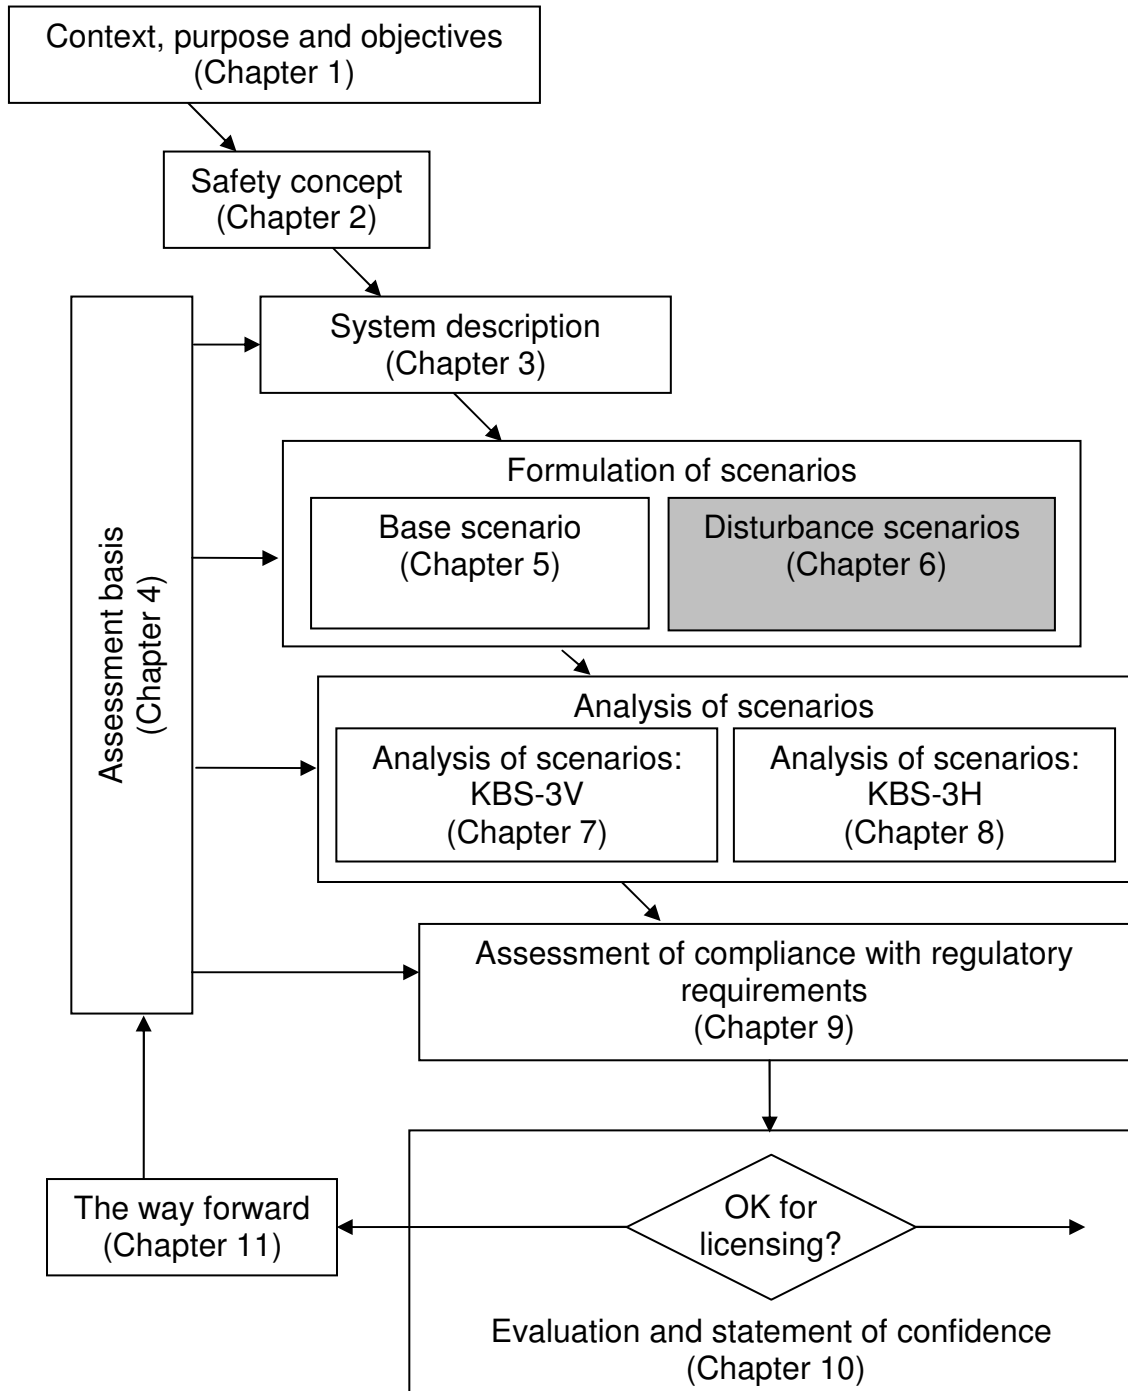 Context, purpose and objectives
(Chapter 1)
Safety concept
(Chapter 2)
System description
(Chapter 3)
Assessment basis
(Chapter 4)
Formulation of scenarios
Base scenario
(Chapter 5)
Disturbance scenarios
(Chapter 6)
Analysis of scenarios
Analysis of scenarios:
KBS-3V
(Chapter 7)
Analysis of scenarios:
KBS-3H
(Chapter 8)
Assessment of compliance with regulatory
requirements
(Chapter 9)
OK for
licensing?
The way forward
(Chapter 11)
Evaluation and statement of confidence
(Chapter 10)